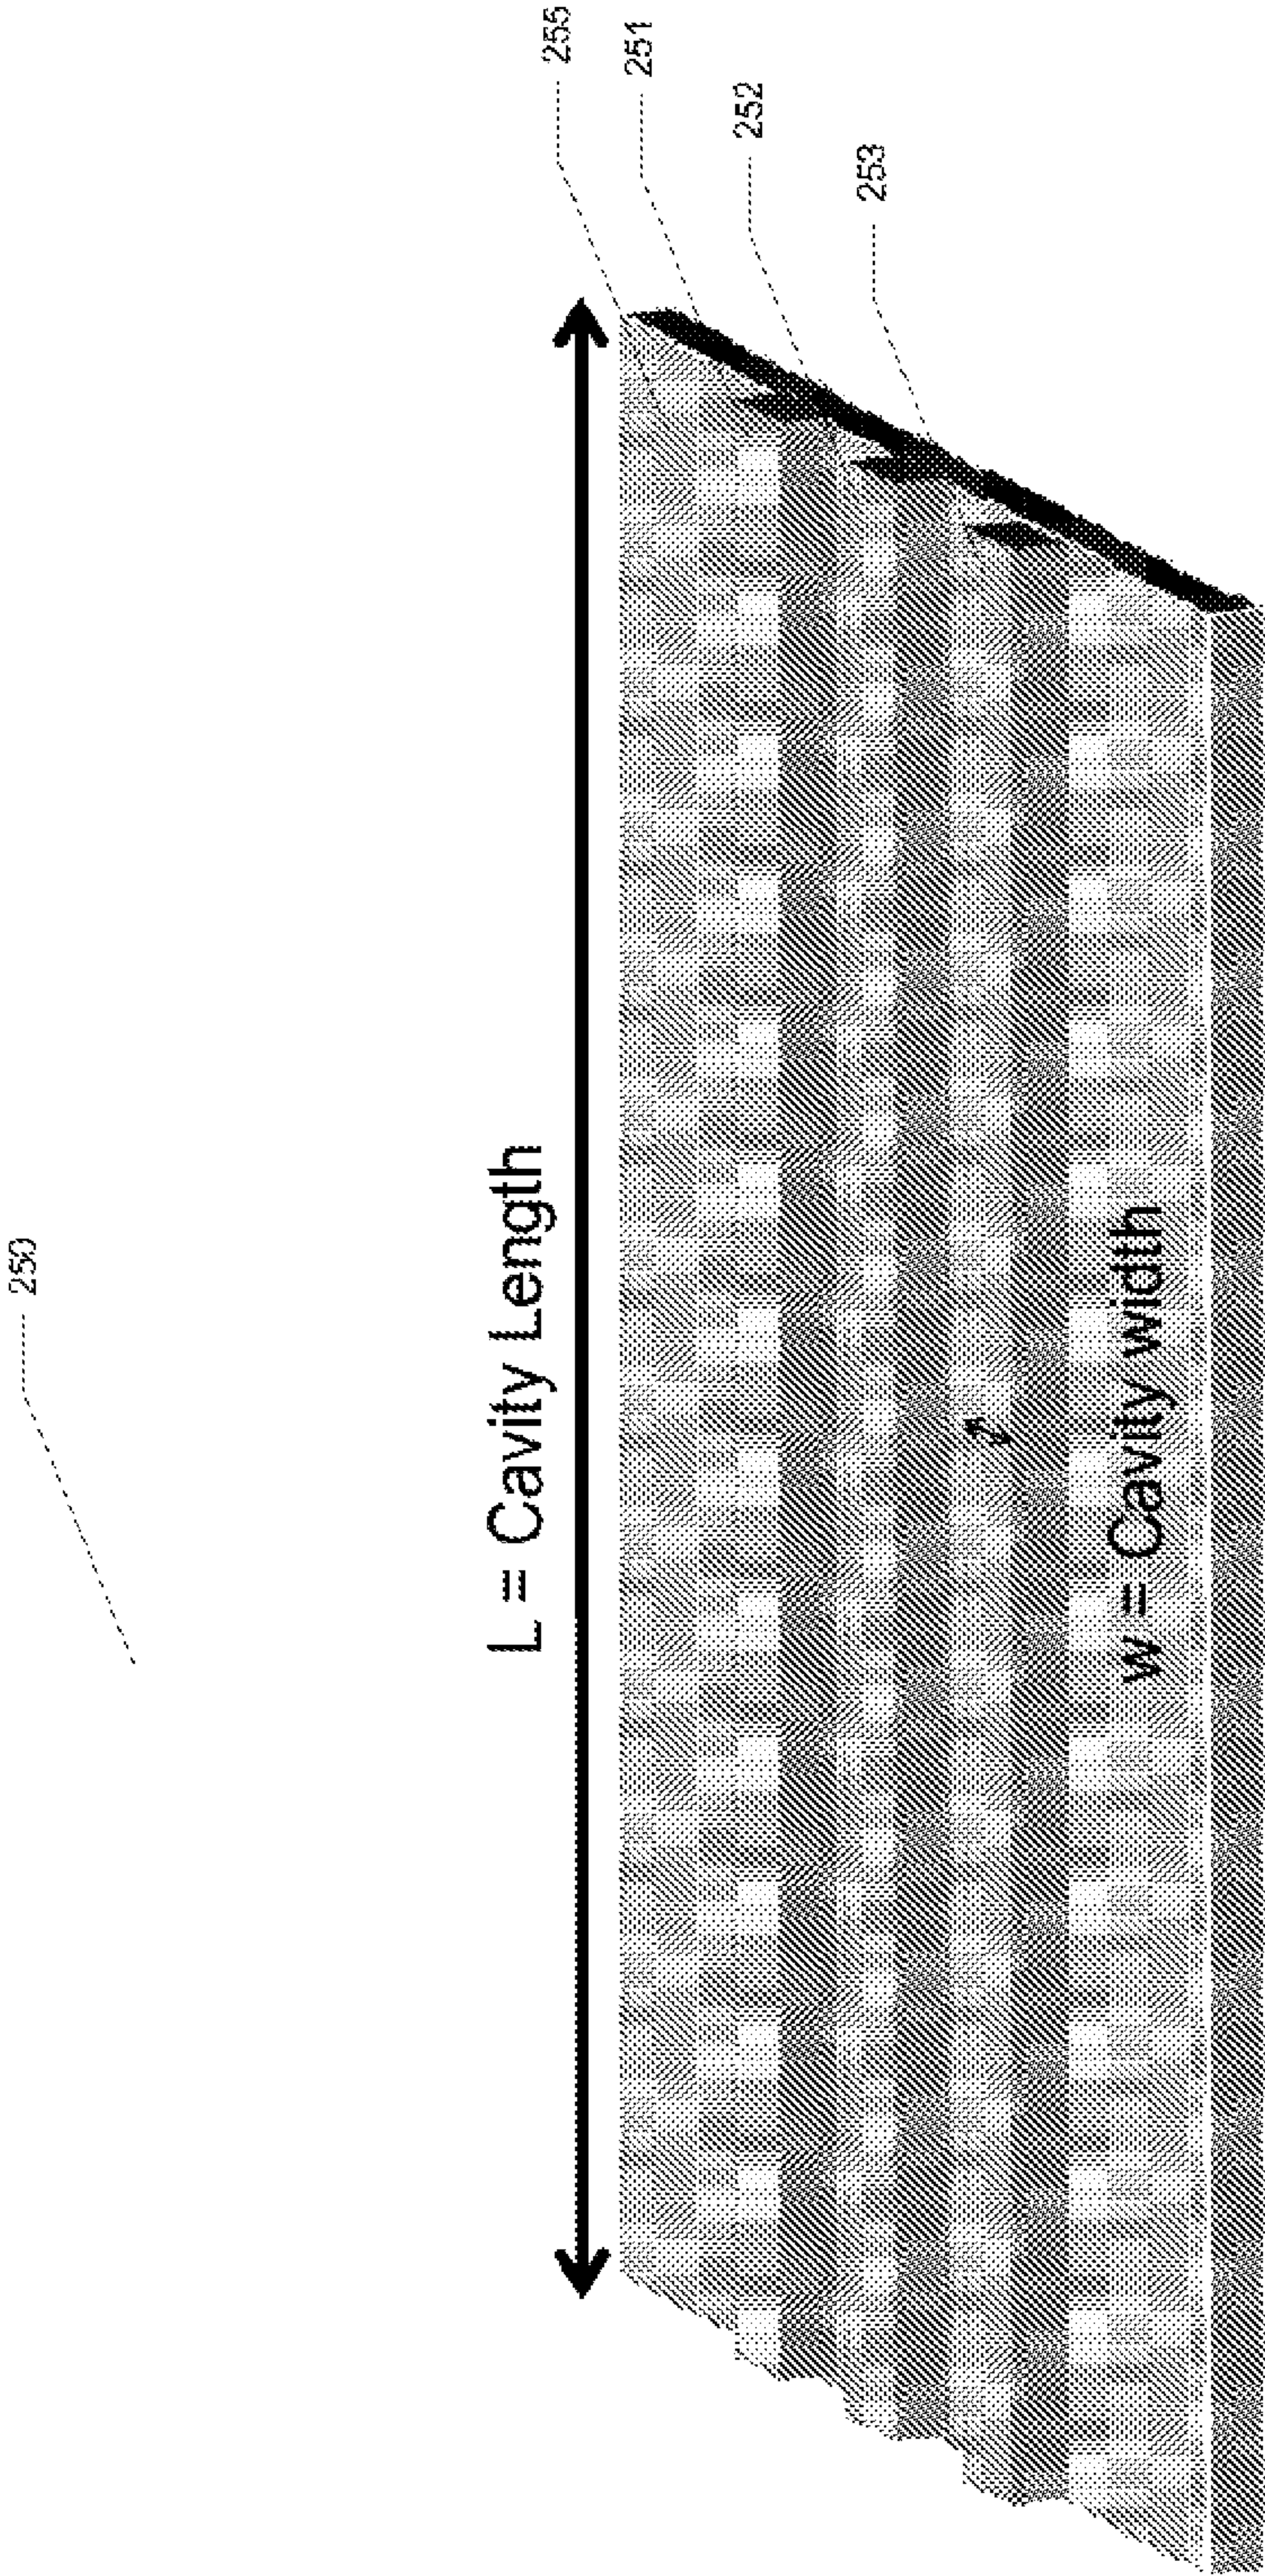 250
L = Cavity Length
255
251
252
253
w = Cavity width